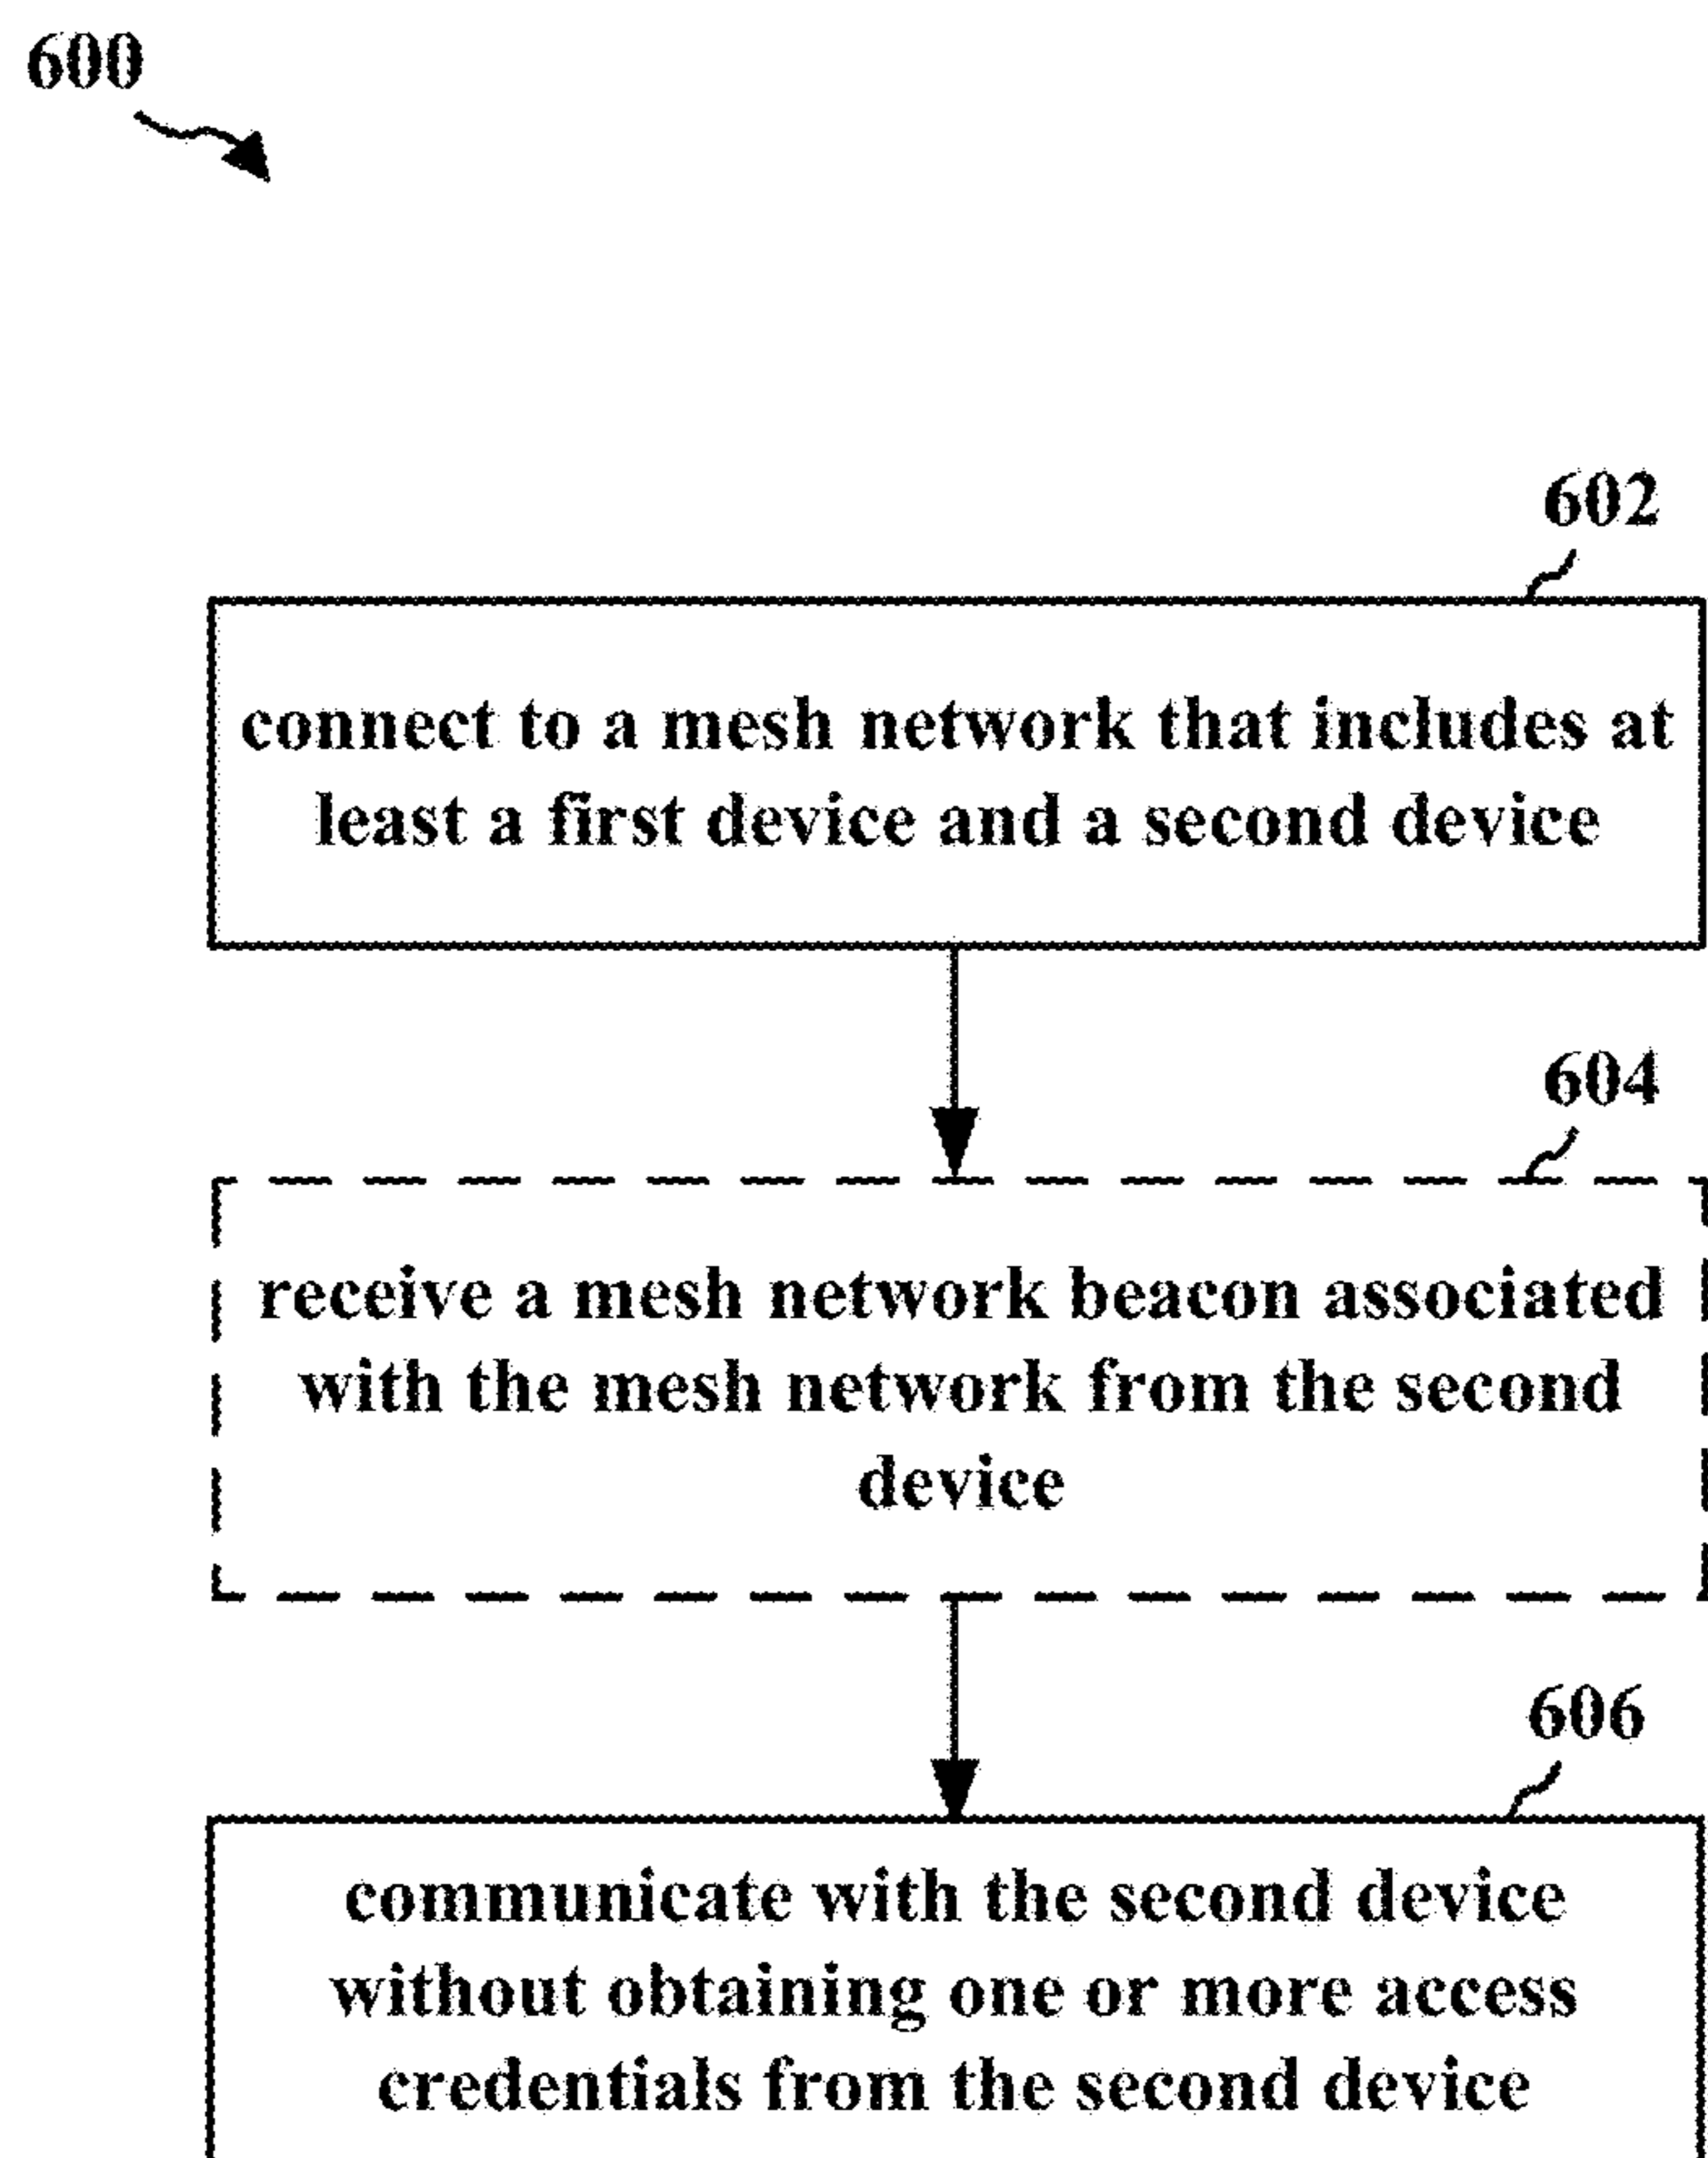 600
602
connect to a mesh network that includes at
least a first device and a second device
604
receive a mesh network beacon associated
with the mesh network from the second
device
606
communicate with the second device
without obtaining one or more access
credentials from the second device